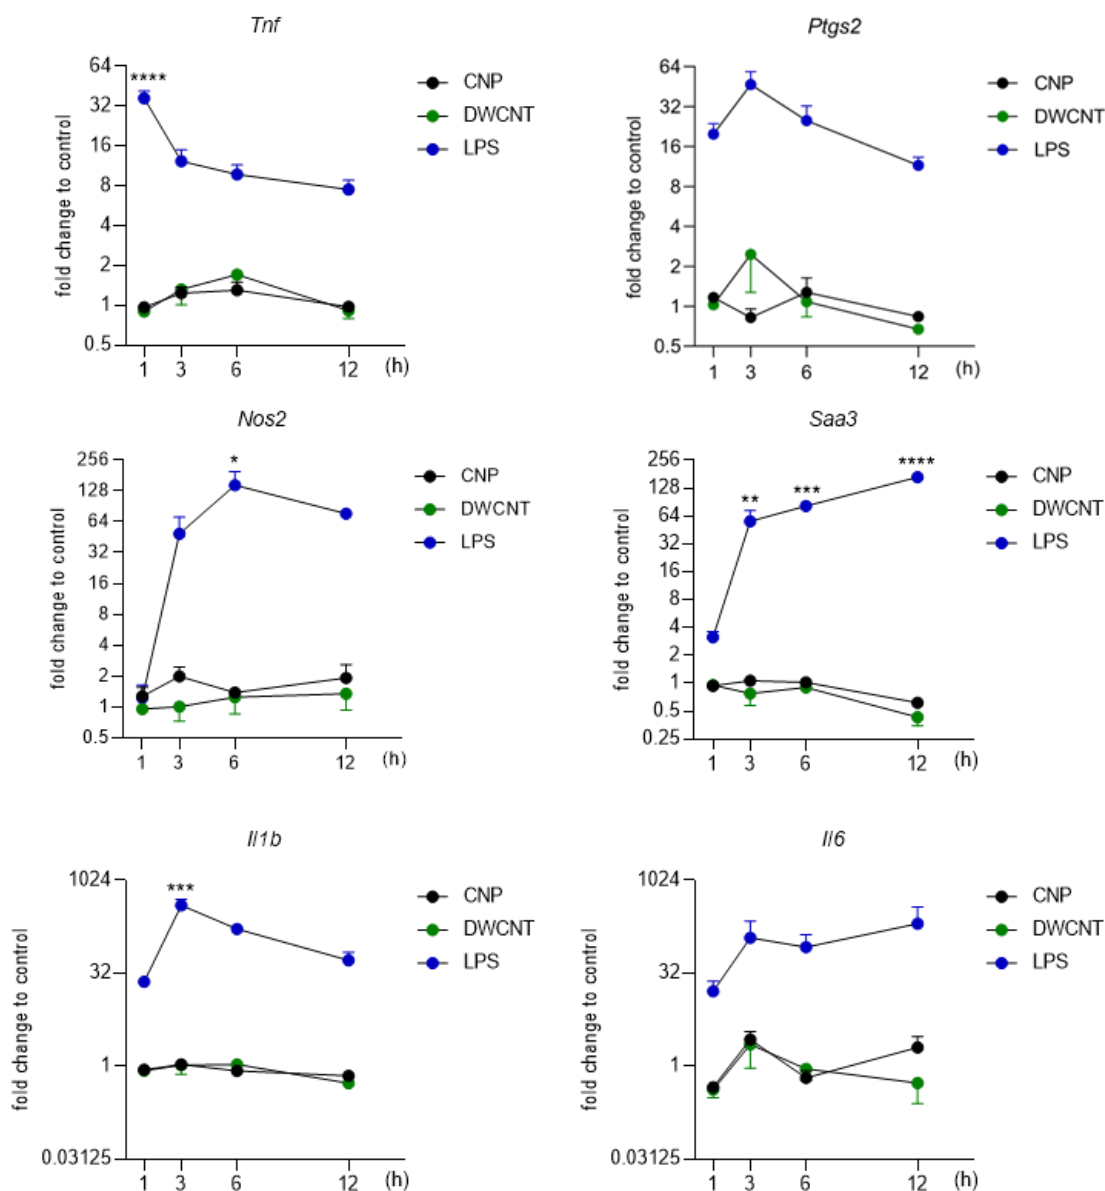 Tnf
Ptgs2
64
32
16
8
4
2
1
0.5
fold change to control
****
CNP
DWCNT
LPS
1 3 6 12 (h)
64
32
16
8
4
2
1
0.5
fold change to control
CNP
DWCNT
LPS
1 3 6 12 (h)
Nos2
Saa3
256
128
64
32
16
8
4
2
1
0.5
fold change to control
*
CNP
DWCNT
LPS
1 3 6 12 (h)
256
128
64
32
16
8
4
2
1
0.5
0.25
fold change to control
** *** ****
CNP
DWCNT
LPS
1 3 6 12 (h)
Il1b
Il6
1024
32
1
0.03125
fold change to control
***
CNP
DWCNT
LPS
1 3 6 12 (h)
1024
32
1
0.03125
fold change to control
CNP
DWCNT
LPS
1 3 6 12 (h)